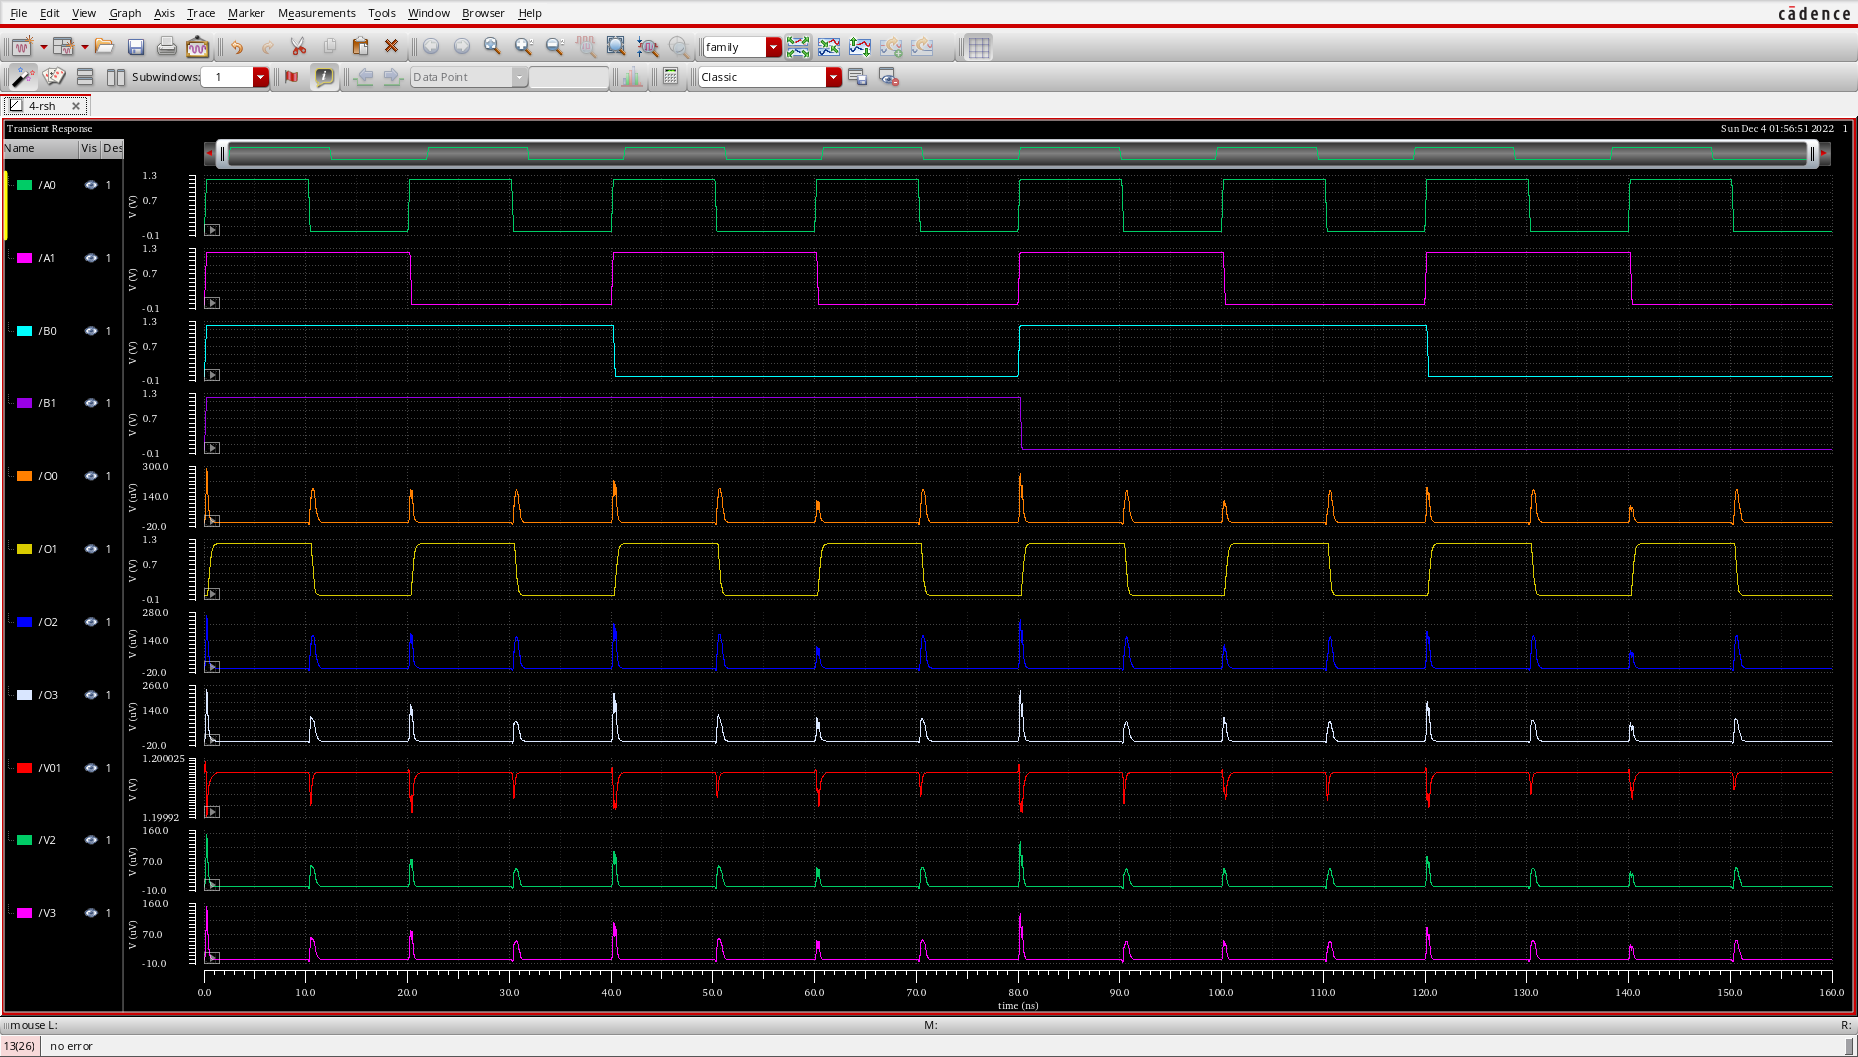 File Edit View Graph Axis Trace Marker Measurements Tools Window Browser Help
cādence
family
Subwindows: 1
Data Point
Classic
4-rsh
Transient Response
Sun Dec 4 01:56:51 2022 1
Name Vis Des
/A0 1
V (V)
1.3
0.7
-0.1
/A1 1
V (V)
1.3
0.7
-0.1
/B0 1
V (V)
1.3
0.7
-0.1
/B1 1
V (V)
1.3
0.7
-0.1
/O0 1
V (uV)
300.0
140.0
-20.0
/O1 1
V (V)
1.3
0.7
-0.1
/O2 1
V (uV)
280.0
140.0
-20.0
/O3 1
V (uV)
260.0
140.0
-20.0
/V01 1
V (V)
1.200025
1.19992
/V2 1
V (uV)
160.0
70.0
-10.0
/V3 1
V (uV)
160.0
70.0
-10.0
0.0 10.0 20.0 30.0 40.0 50.0 60.0 70.0 80.0 90.0 100.0 110.0 120.0 130.0 140.0 150.0 160.0
time (ns)
mouse L: M: R:
13(26) no error